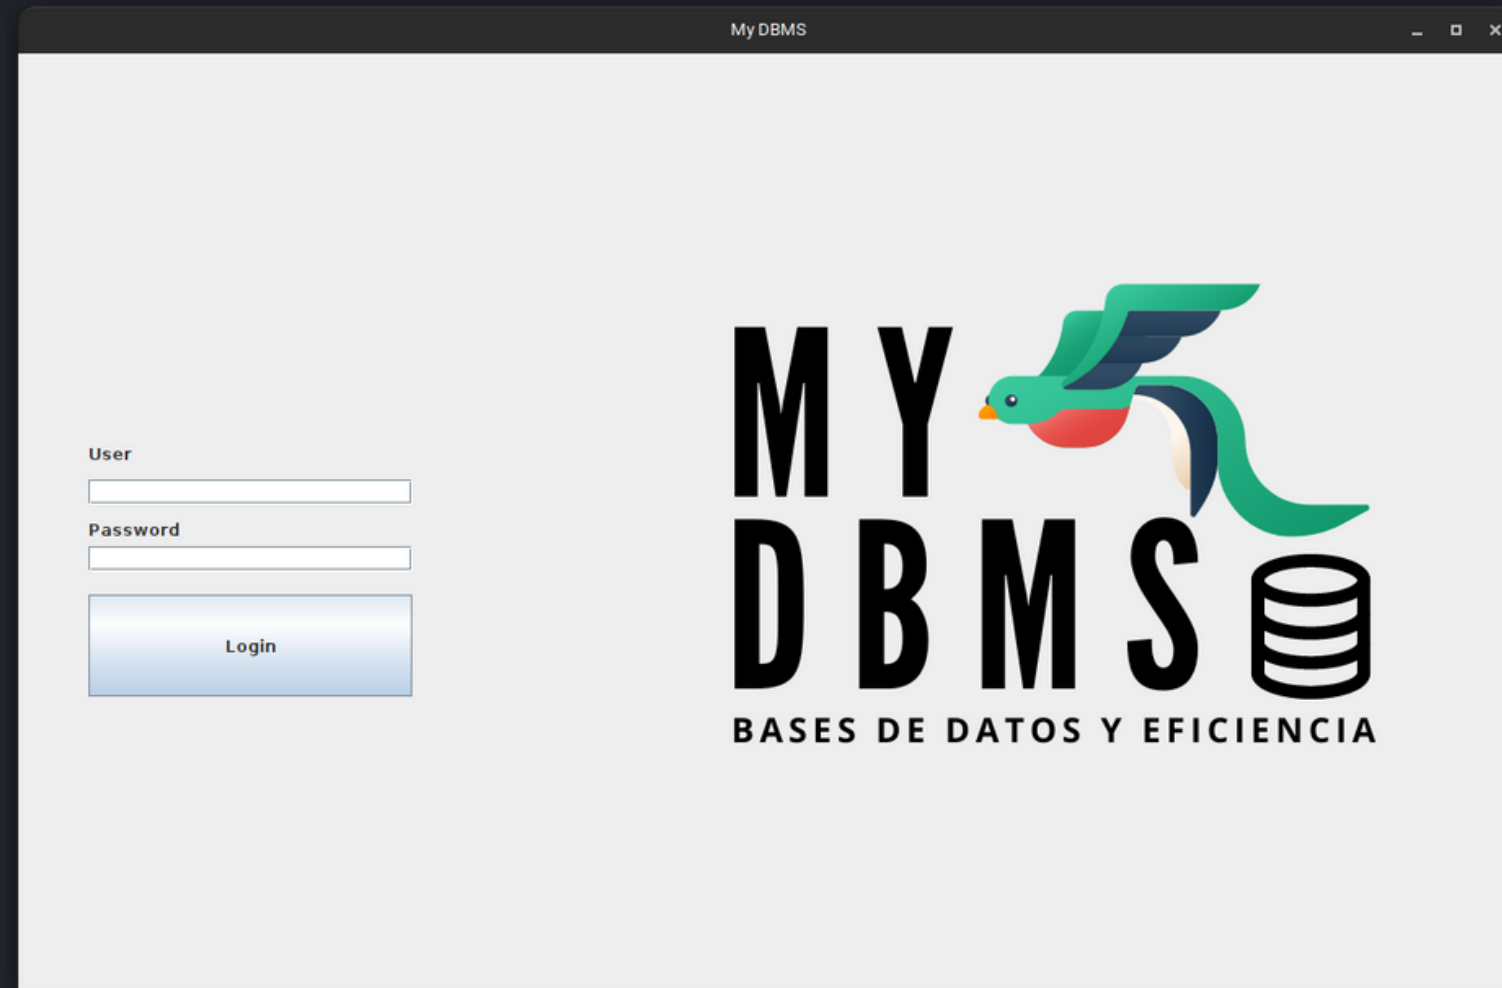 My DBMS
User
Password
Login
MY
DBMS
BASES DE DATOS Y EFICIENCIA